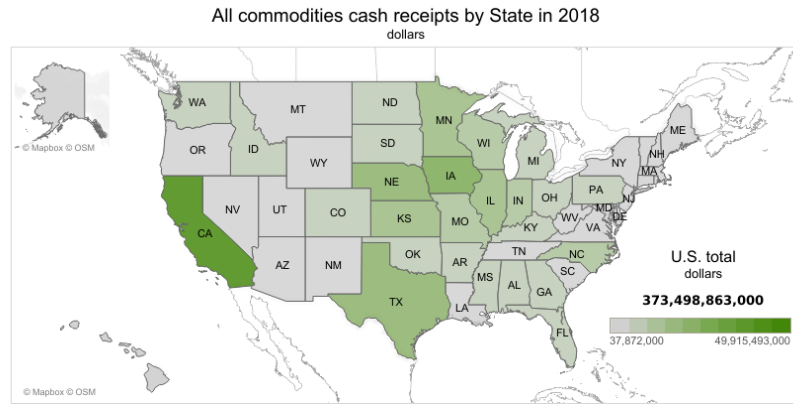 All commodities cash receipts by State in 2018
dollars
WA
MT
ND
MN
ME
OR
ID
SD
WI
MI
NY
NH
MA
WY
NE
IA
PA
NJ
NV
UT
CO
KS
IL
IN
OH
MD
DE
WV
VA
CA
MO
KY
AZ
NM
OK
AR
TN
NC
SC
TX
LA
MS
AL
GA
FL
© Mapbox © OSM
U.S. total
dollars
373,498,863,000
37,872,000 49,915,493,000
© Mapbox © OSM